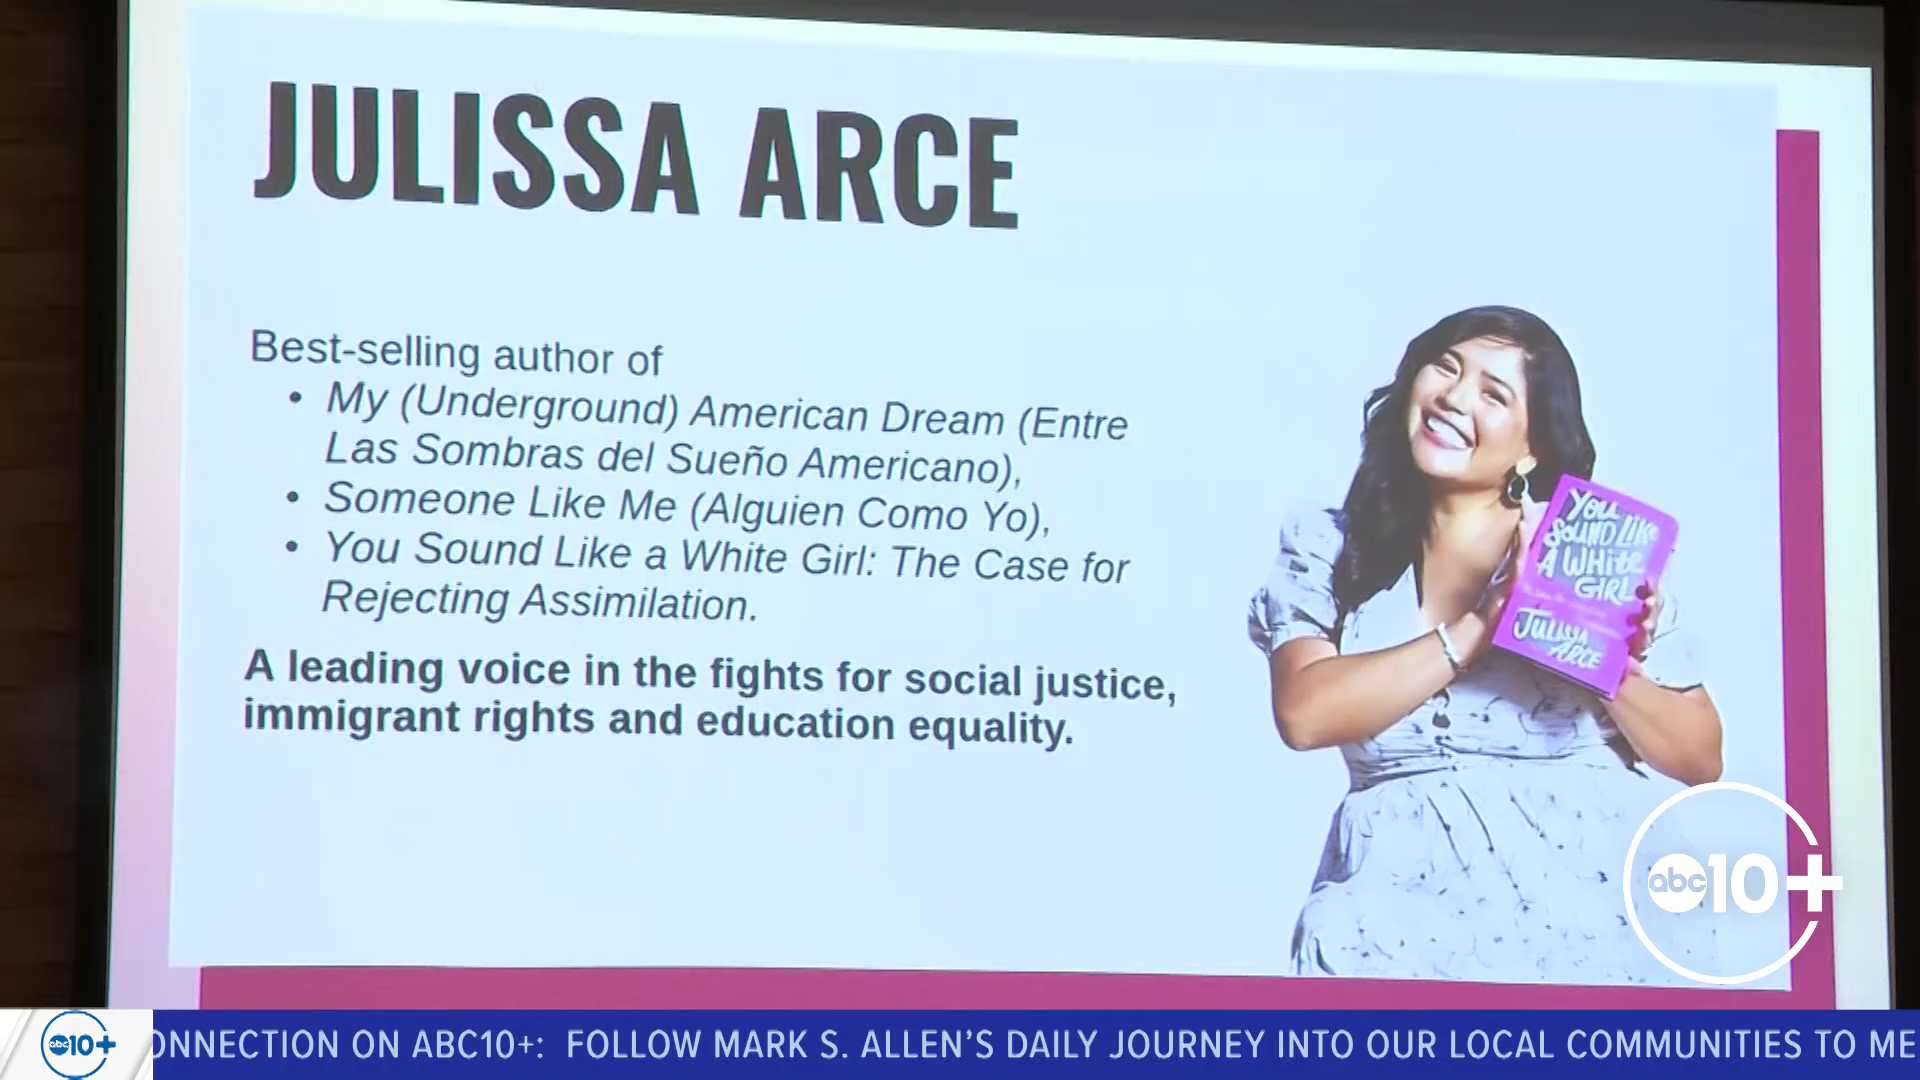 JULISSA ARCE
Best-selling author of
• My (Underground) American Dream (Entre
Las Sombras del Sueño Americano),
• Someone Like Me (Alguien Como Yo),
• You Sound Like a White Girl: The Case for
Rejecting Assimilation.
A leading voice in the fights for social justice,
immigrant rights and education equality.
YOU
SOUND LIKE
A WHITE
GIRL
JULISSA
ARCE
abc10+
abc10+
ONNECTION ON ABC10+: FOLLOW MARK S. ALLEN'S DAILY JOURNEY INTO OUR LOCAL COMMUNITIES TO ME